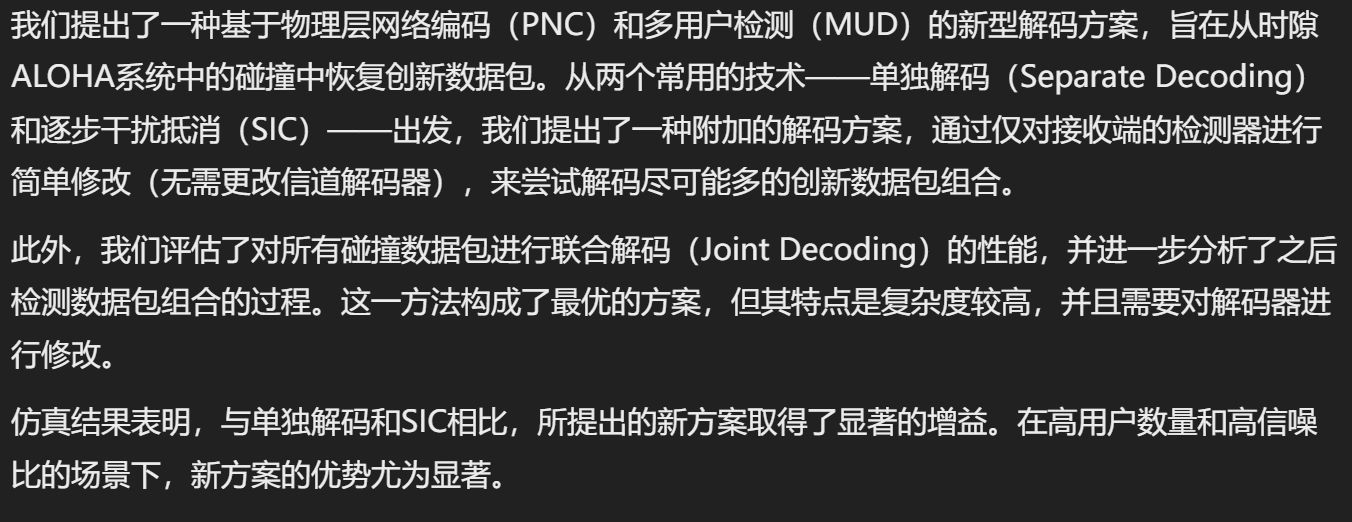 我们提出了一种基于物理层网络编码（PNC）和多用户检测（MUD）的新型解码方案，旨在从时隙
ALOHA系统中的碰撞中恢复创新数据包。从两个常用的技术——单独解码（Separate Decoding）
和逐步干扰抵消（SIC）——出发，我们提出了一种附加的解码方案，通过仅对接收端的检测器进行
简单修改（无需更改信道解码器），来尝试解码尽可能多的创新数据包组合。
此外，我们评估了对所有碰撞数据包进行联合解码（Joint Decoding）的性能，并进一步分析了之后
检测数据包组合的过程。这一方法构成了最优的方案，但其特点是复杂度较高，并且需要对解码器进
行修改。
仿真结果表明，与单独解码和SIC相比，所提出的新方案取得了显著的增益。在高用户数量和高信噪
比的场景下，新方案的优势尤为显著。